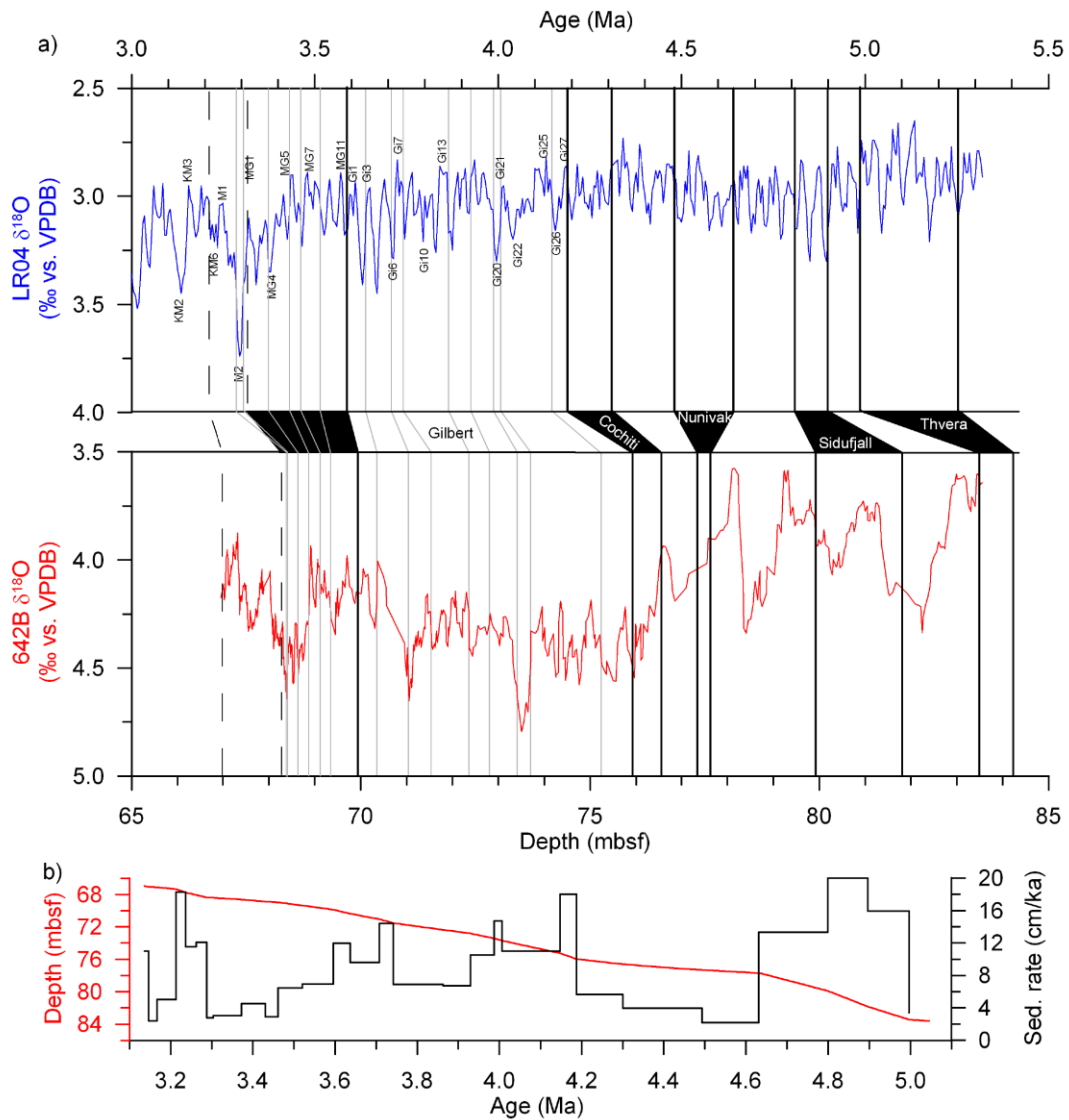 Age (Ma)
a)
3.0 3.5 4.0 4.5 5.0 5.5
2.5
3.0
3.5
4.0
LR04 δ18O
(‰ vs. VPDB)
KM2
KM3
KM6
M1
M2
MG1
MG4
MG5
MG7
MG11
Gi1
Gi3
Gi6
Gi7
Gi10
Gi13
Gi20
Gi21
Gi22
Gi25
Gi26
Gi27
Gilbert
Cochiti
Nunivak
Sidufjall
Thvera
3.5
4.0
4.5
5.0
642B δ18O
(‰ vs. VPDB)
65 70 75 80 85
Depth (mbsf)
b)
68
72
76
80
84
Depth (mbsf)
20
16
12
8
4
0
Sed. rate (cm/ka)
3.2 3.4 3.6 3.8 4.0 4.2 4.4 4.6 4.8 5.0
Age (Ma)